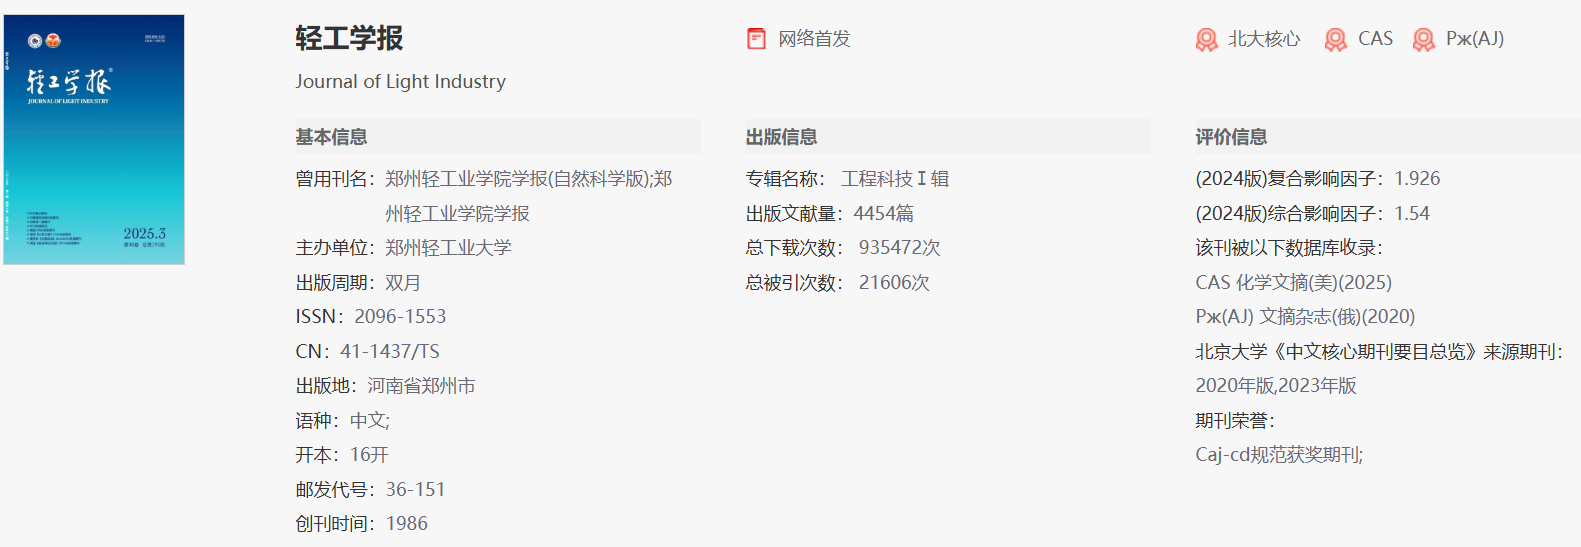 轻工学报
JOURNAL OF LIGHT INDUSTRY
2025.3
轻工学报
Journal of Light Industry
网络首发
北大核心 CAS Pж(AJ)
基本信息
曾用刊名：郑州轻工业学院学报(自然科学版);郑
州轻工业学院学报
主办单位：郑州轻工业大学
出版周期：双月
ISSN：2096-1553
CN：41-1437/TS
出版地：河南省郑州市
语种：中文;
开本：16开
邮发代号：36-151
创刊时间：1986
出版信息
专辑名称： 工程科技Ⅰ辑
出版文献量：4454篇
总下载次数： 935472次
总被引次数： 21606次
评价信息
(2024版)复合影响因子：1.926
(2024版)综合影响因子：1.54
该刊被以下数据库收录：
CAS 化学文摘(美)(2025)
Pж(AJ) 文摘杂志(俄)(2020)
北京大学《中文核心期刊要目总览》来源期刊：
2020年版,2023年版
期刊荣誉：
Caj-cd规范获奖期刊;